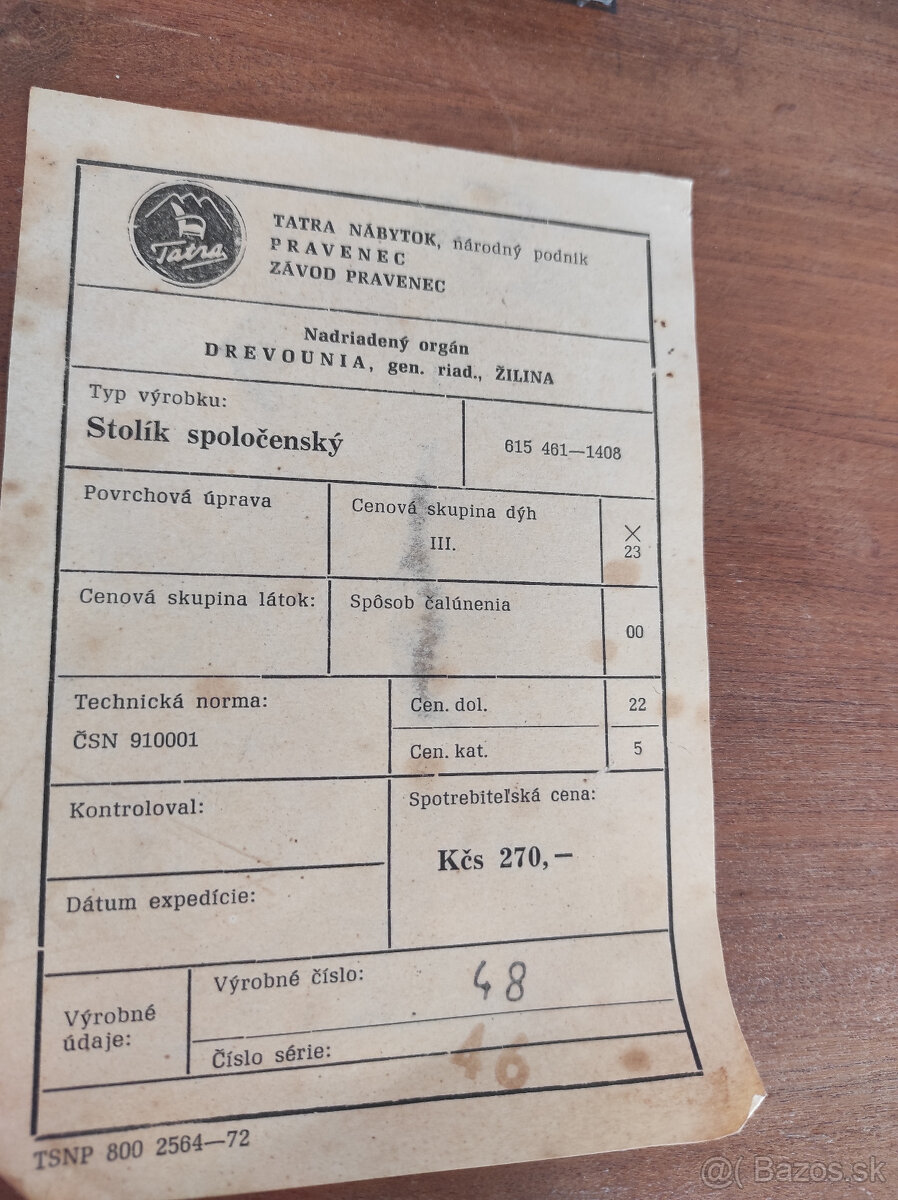 Tatra
TATRA NÁBYTOK, národný podnik
PRAVENEC
ZÁVOD PRAVENEC
Nadriadený orgán
DREVOUNIA, gen. riad., ŽILINA
Typ výrobku:
Stolík spoločenský
615 461—1408
Povrchová úprava
Cenová skupina dýh
III.
X
23
Cenová skupina látok:
Spôsob čalúnenia
00
Technická norma:
ČSN 910001
Cen. dol.
22
Cen. kat.
5
Kontroloval:
Spotrebiteľská cena:
Kčs 270,—
Dátum expedície:
Výrobné údaje:
Výrobné číslo:
48
Číslo série:
46
TSNP 800 2564—72
@( Bazos.sk